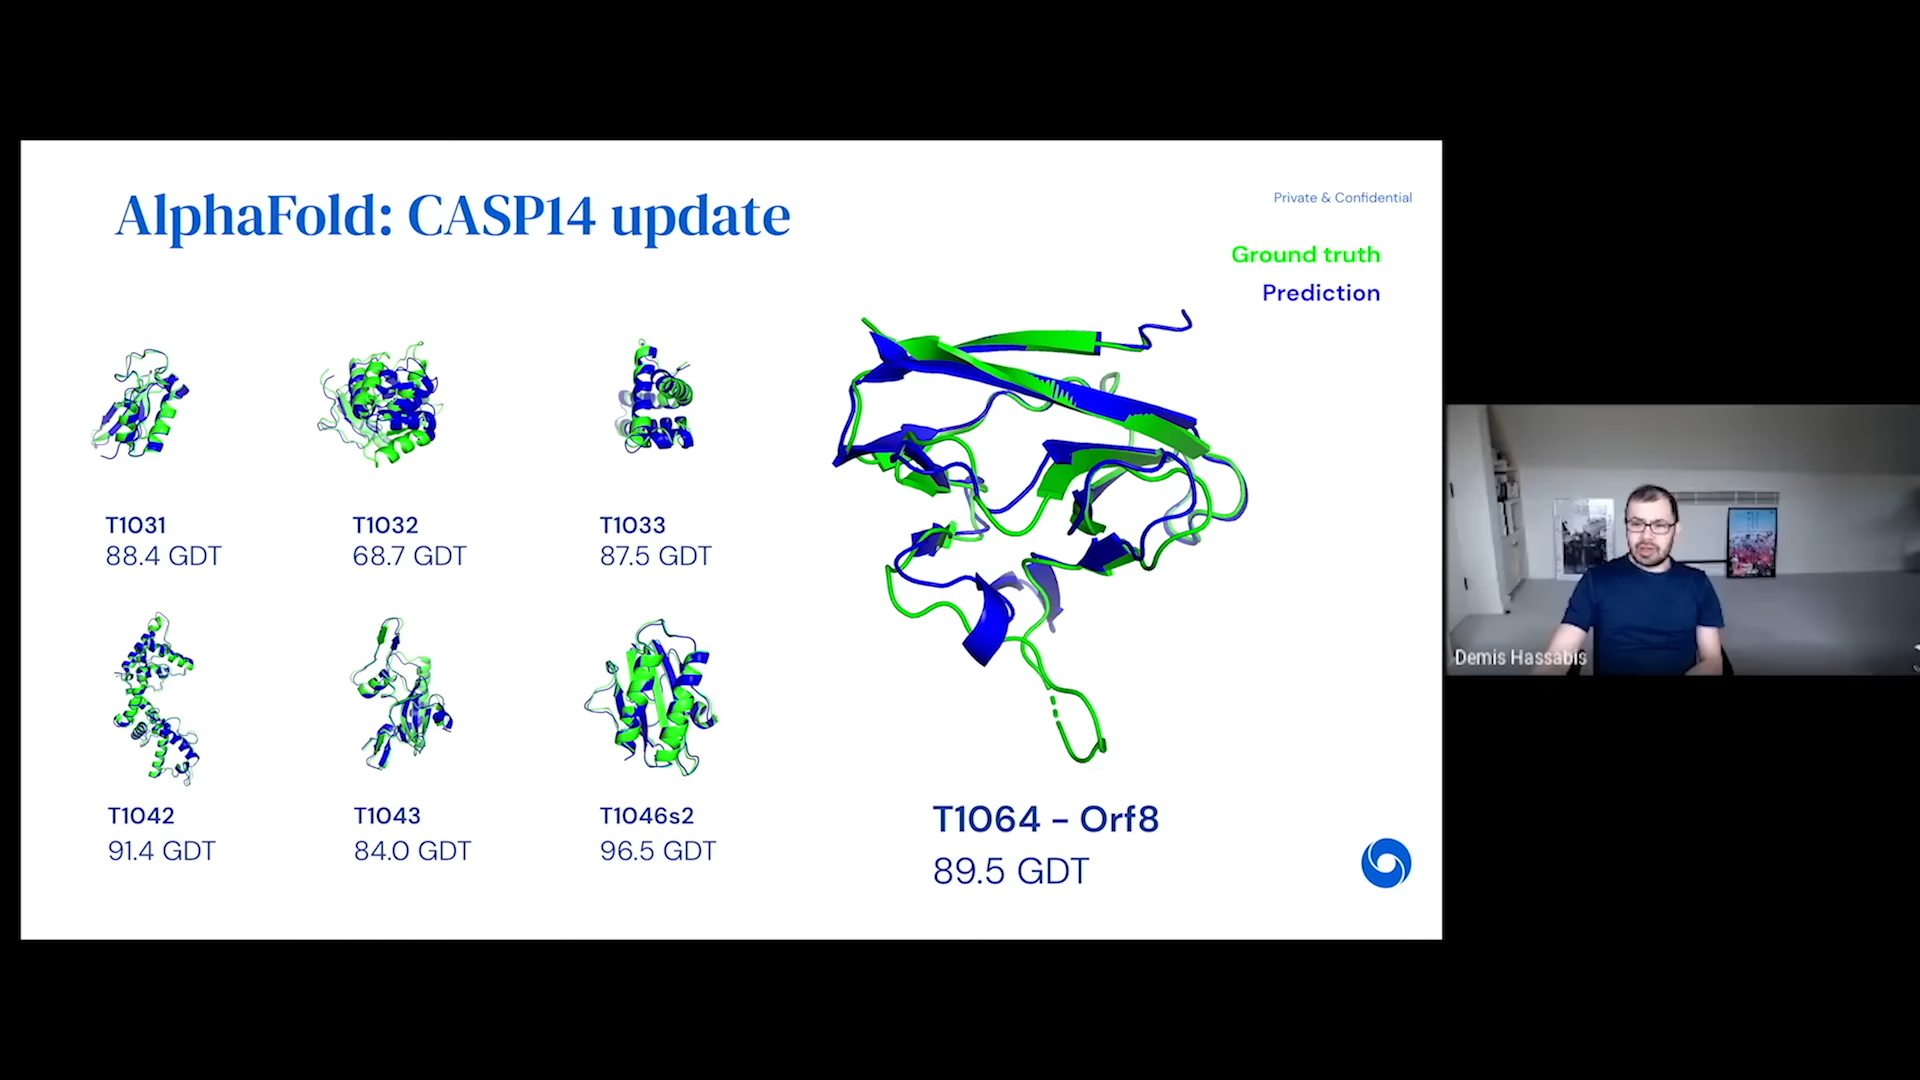 AlphaFold: CASP14 update
Private & Confidential
Ground truth
Prediction
T1031
88.4 GDT
T1032
68.7 GDT
T1033
87.5 GDT
T1042
91.4 GDT
T1043
84.0 GDT
T1046s2
96.5 GDT
T1064 – Orf8
89.5 GDT
Demis Hassabis